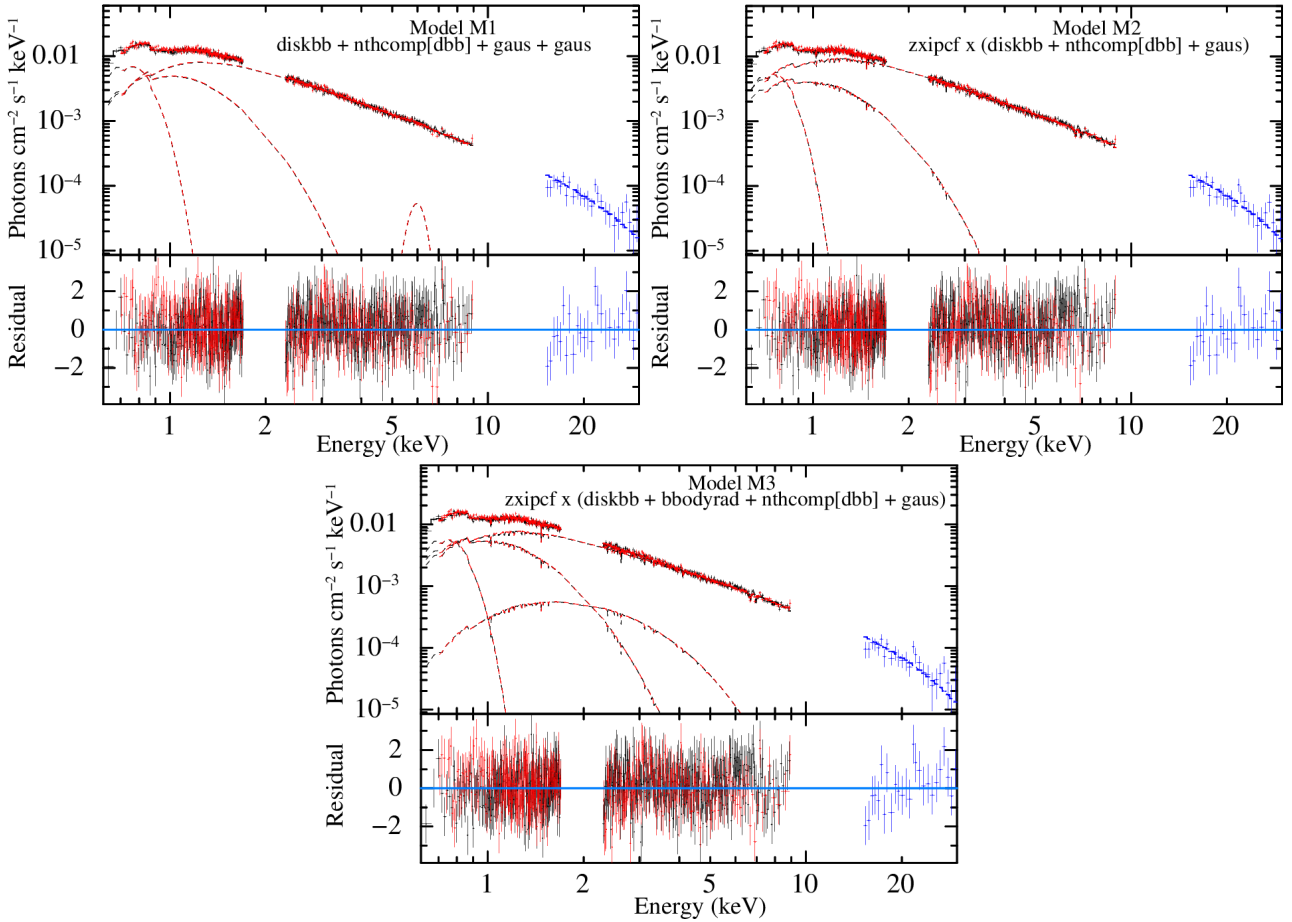 Model M1
diskbb + nthcomp[dbb] + gaus + gaus
Photons cm−2 s−1 keV−1
0.01
10−3
10−4
10−5
Residual
2
0
−2
1 2 5 10 20
Energy (keV)
Model M2
zxipcf x (diskbb + nthcomp[dbb] + gaus)
Photons cm−2 s−1 keV−1
0.01
10−3
10−4
10−5
Residual
2
0
−2
1 2 5 10 20
Energy (keV)
Model M3
zxipcf x (diskbb + bbodyrad + nthcomp[dbb] + gaus)
Photons cm−2 s−1 keV−1
0.01
10−3
10−4
10−5
Residual
2
0
−2
1 2 5 10 20
Energy (keV)